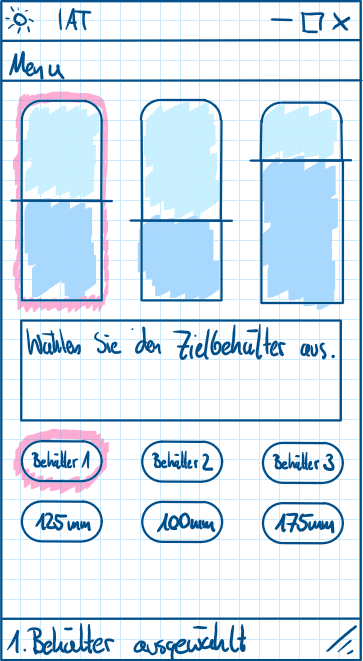 IAT
Menu
Wählen Sie den Zielbehälter aus.
Behälter 1 Behälter 2 Behälter 3
125mm 100mm 175mm
1. Behälter ausgewählt